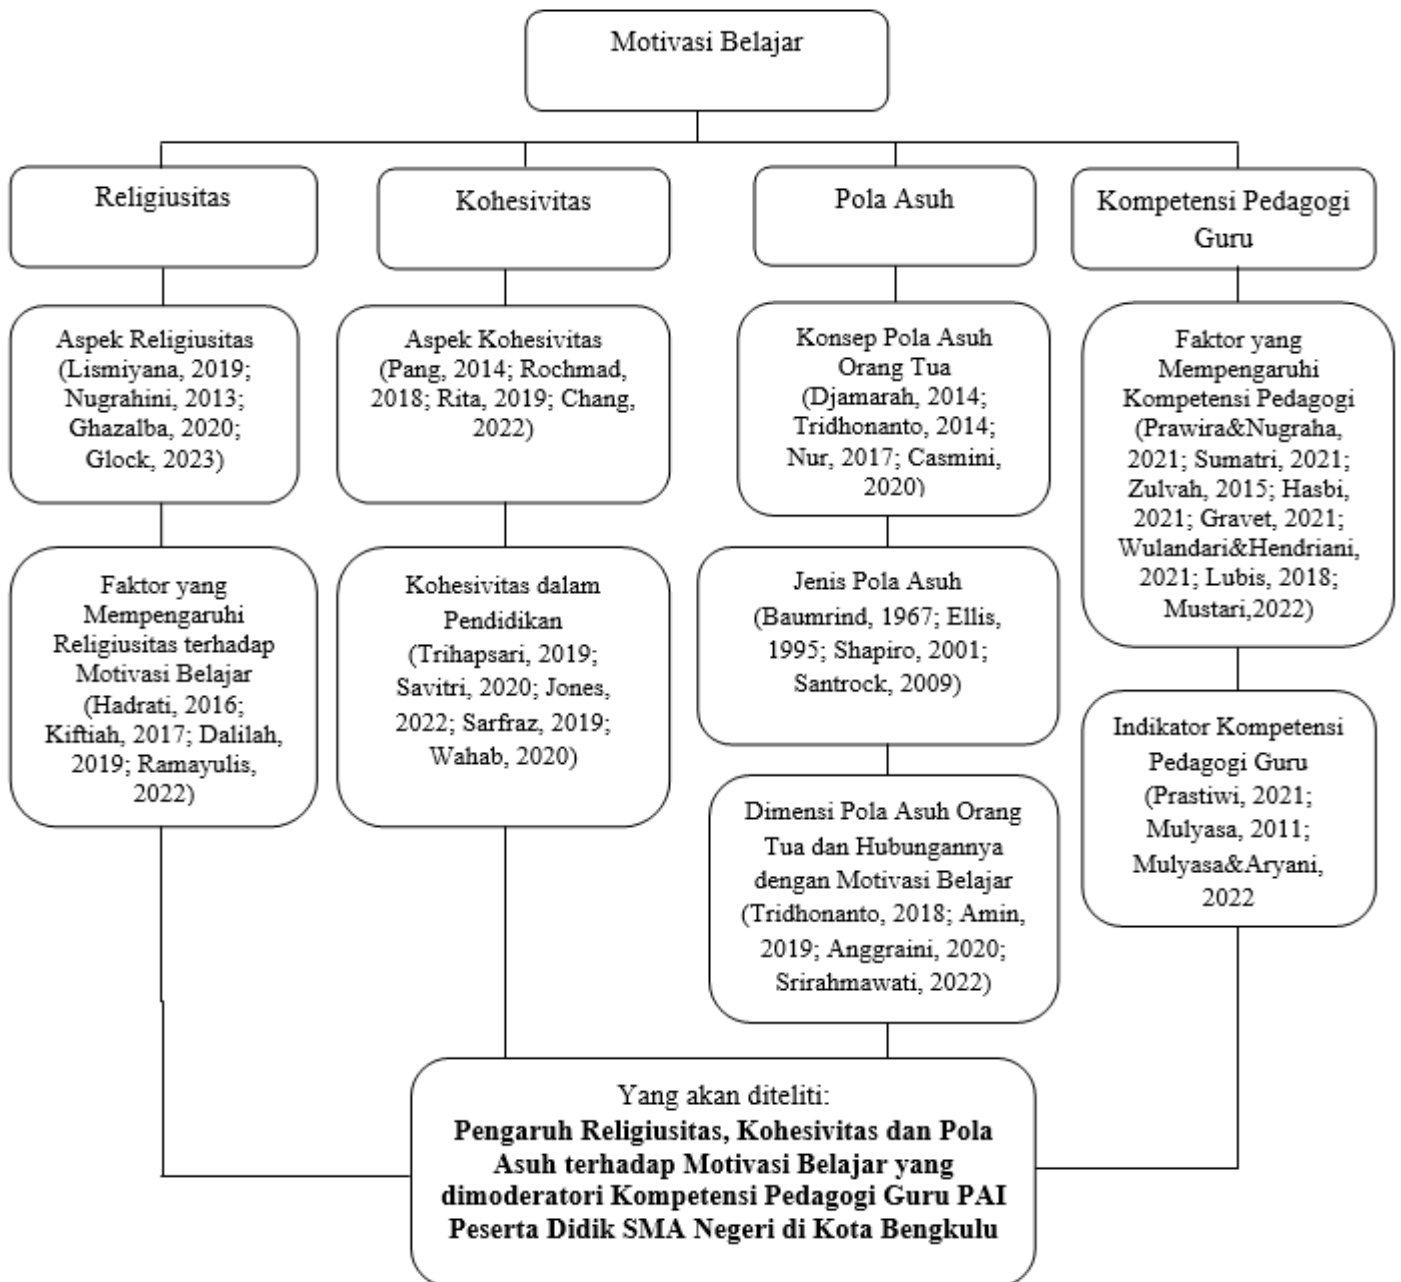 Motivasi Belajar
Religiusitas
Kohesivitas
Pola Asuh
Kompetensi Pedagogi
Guru
Aspek Religiusitas
(Lismiyana, 2019;
Nugrahini, 2013;
Ghazalba, 2020;
Glock, 2023)
Aspek Kohesivitas
(Pang, 2014; Rochmad,
2018; Rita, 2019; Chang,
2022)
Konsep Pola Asuh
Orang Tua
(Djamarah, 2014;
Tridhonanto, 2014;
Nur, 2017; Casmini,
2020)
Faktor yang
Mempengaruhi
Kompetensi Pedagogi
(Prawira&Nugraha,
2021; Sumatri, 2021;
Zulvah, 2015; Hasbi,
2021; Gravet, 2021;
Wulandari&Hendriani,
2021; Lubis, 2018;
Mustari,2022)
Faktor yang
Mempengaruhi
Religiusitas terhadap
Motivasi Belajar
(Hadrati, 2016;
Kiftiah, 2017; Dalilah,
2019; Ramayulis,
2022)
Kohesivitas dalam
Pendidikan
(Trihapsari, 2019;
Savitri, 2020; Jones,
2022; Sarfraz, 2019;
Wahab, 2020)
Jenis Pola Asuh
(Baumrind, 1967; Ellis,
1995; Shapiro, 2001;
Santrock, 2009)
Indikator Kompetensi
Pedagogi Guru
(Prastiwi, 2021;
Mulyasa, 2011;
Mulyasa&Aryani,
2022
Dimensi Pola Asuh Orang
Tua dan Hubungannya
dengan Motivasi Belajar
(Tridhonanto, 2018; Amin,
2019; Anggraini, 2020;
Srirahmawati, 2022)
Yang akan diteliti:
Pengaruh Religiusitas, Kohesivitas dan Pola
Asuh terhadap Motivasi Belajar yang
dimoderatori Kompetensi Pedagogi Guru PAI
Peserta Didik SMA Negeri di Kota Bengkulu